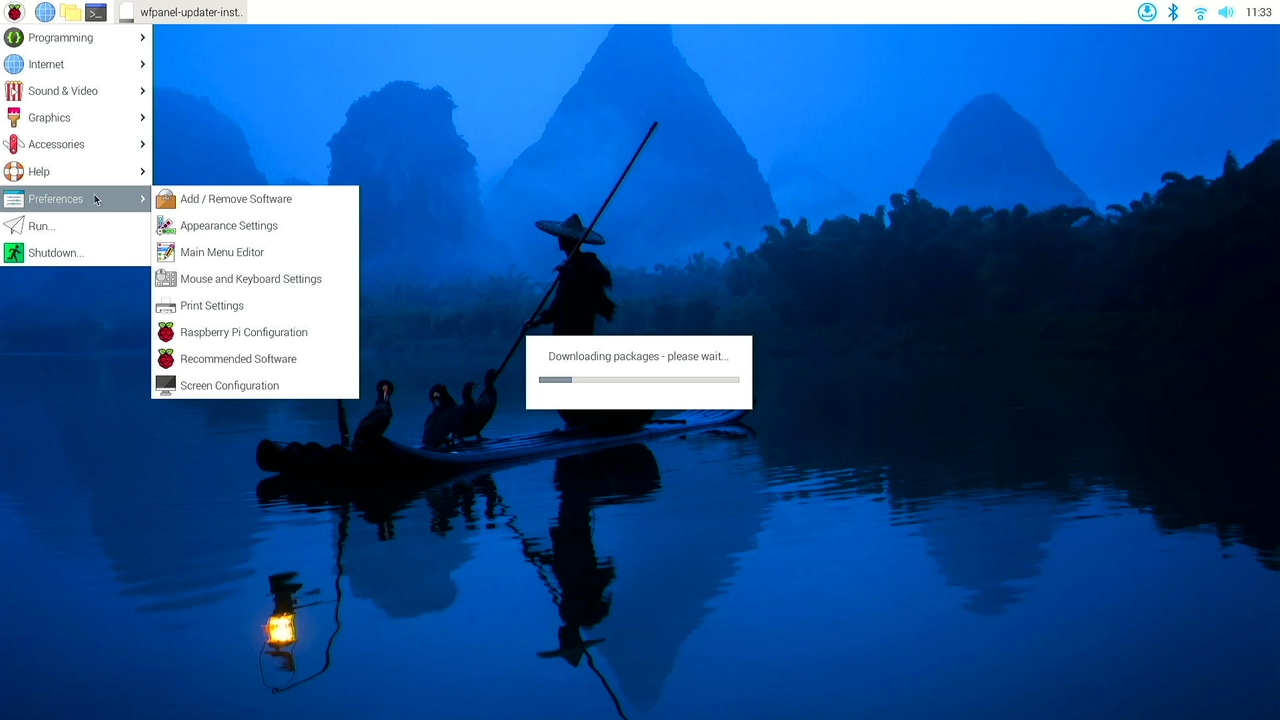 wfpanel-updater-inst..
11:33
Programming
Internet
Sound & Video
Graphics
Accessories
Help
Preferences
Run...
Shutdown...
Add / Remove Software
Appearance Settings
Main Menu Editor
Mouse and Keyboard Settings
Print Settings
Raspberry Pi Configuration
Recommended Software
Screen Configuration
Downloading packages - please wait...